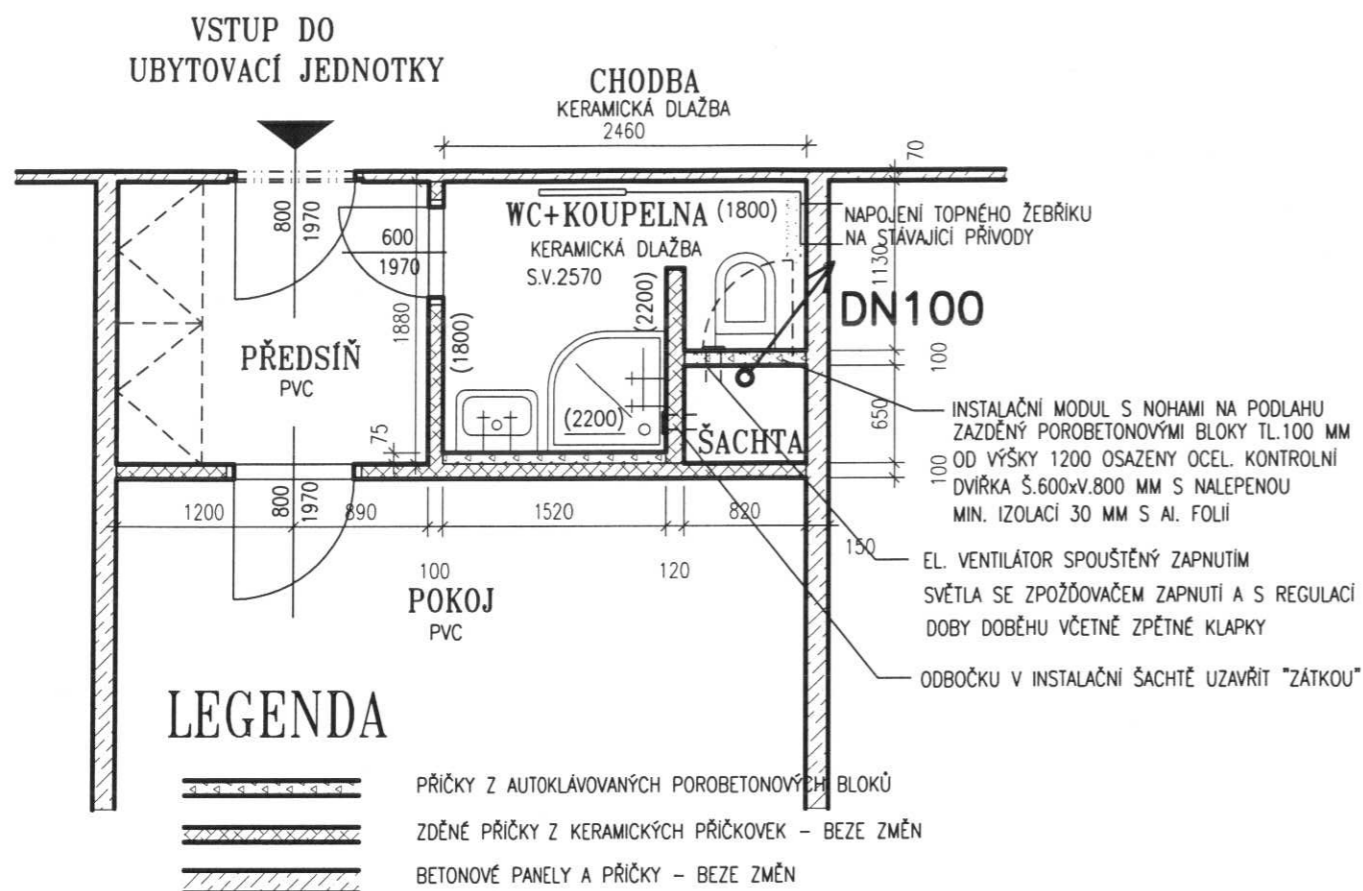 VSTUP DO
UBYTOVACÍ JEDNOTKY
CHODBA
KERAMICKÁ DLAŽBA
2460
70
800
1970
600
1970
WC+KOUPELNA (1800)
KERAMICKÁ DLAŽBA
S.V.2570
NAPOJENÍ TOPNÉHO ŽEBŘÍKU
NA STÁVAJÍCÍ PŘÍVODY
1130
DN100
1880
(1800)
(2200)
PŘEDSÍŇ
PVC
(2200)
ŠACHTA
75
100
650
100
INSTALAČNÍ MODUL S NOHAMI NA PODLAHU
ZAZDĚNÝ POROBETONOVÝMI BLOKY TL.100 MM
OD VÝŠKY 1200 OSAZENY OCEL. KONTROLNÍ
DVÍŘKA Š.600xV.800 MM S NALEPENOU
MIN. IZOLACÍ 30 MM S Al. FOLIÍ
1200
800
1970
890
1520
820
150
100
120
POKOJ
PVC
EL. VENTILÁTOR SPOUŠTĚNÝ ZAPNUTÍM
SVĚTLA SE ZPOŽĎOVAČEM ZAPNUTÍ A S REGULACÍ
DOBY DOBĚHU VČETNĚ ZPĚTNÉ KLAPKY
ODBOČKU V INSTALAČNÍ ŠACHTĚ UZAVŘÍT "ZÁTKOU"
LEGENDA
PŘÍČKY Z AUTOKLÁVOVANÝCH POROBETONOVÝCH BLOKŮ
ZDĚNÉ PŘÍČKY Z KERAMICKÝCH PŘÍČKOVEK – BEZE ZMĚN
BETONOVÉ PANELY A PŘÍČKY – BEZE ZMĚN